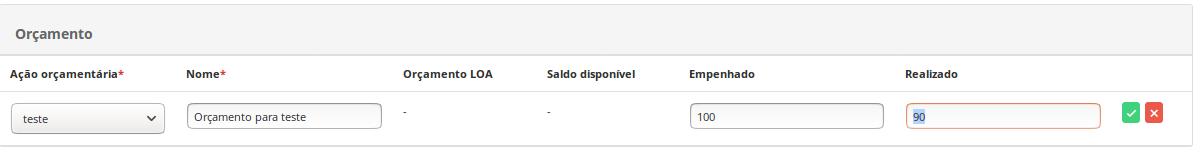 Orçamento
Ação orçamentária* Nome* Orçamento LOA Saldo disponível Empenhado Realizado
teste Orçamento para teste - - 100 90